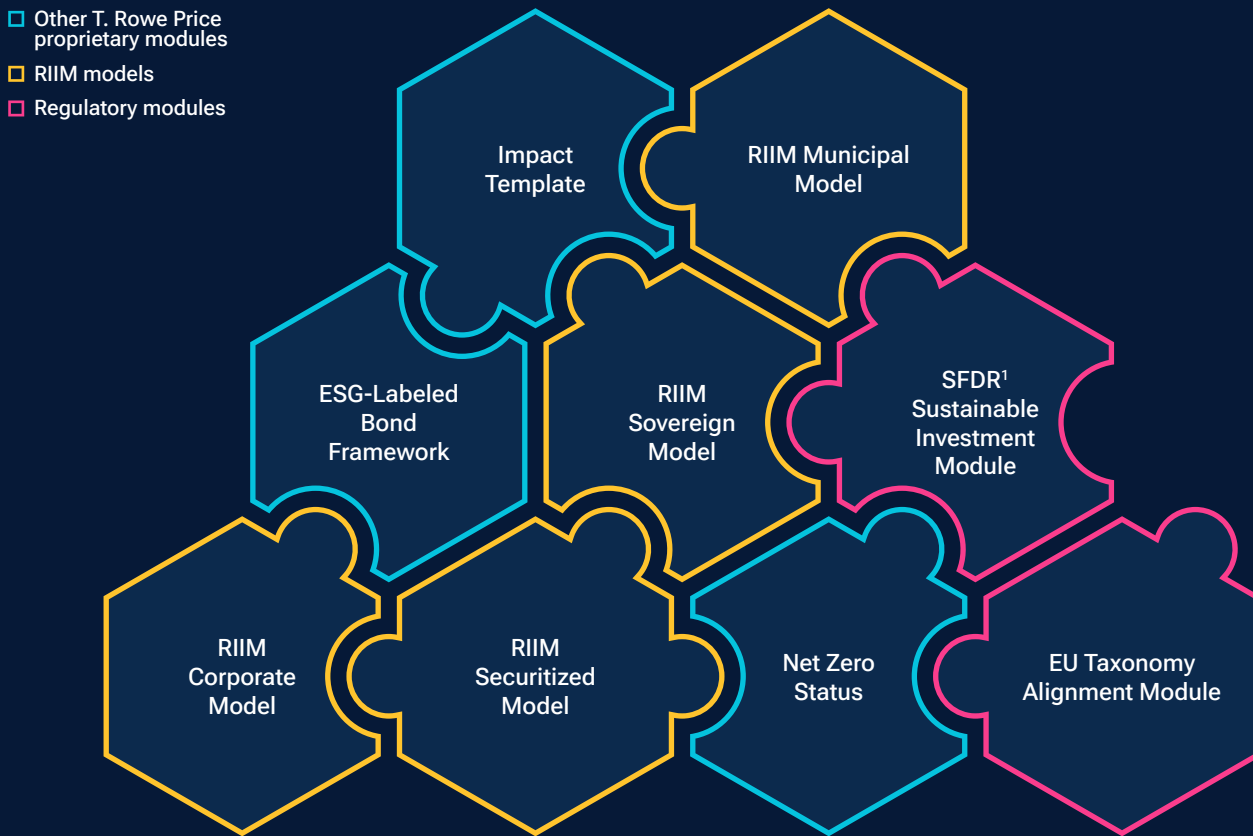 Other T. Rowe Price
proprietary modules
RIIM models
Regulatory modules
Impact
Template
RIIM Municipal
Model
ESG-Labeled
Bond
Framework
RIIM
Sovereign
Model
SFDR¹
Sustainable
Investment
Module
RIIM
Corporate
Model
RIIM
Securitized
Model
Net Zero
Status
EU Taxonomy
Alignment Module